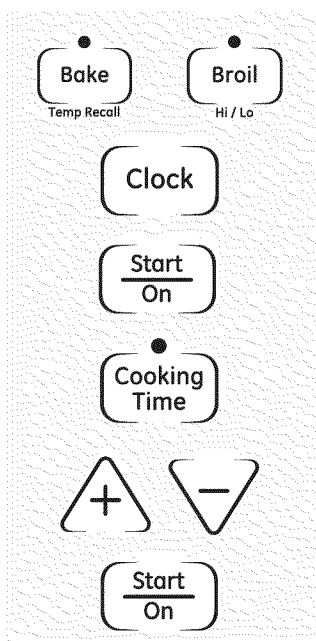 Bake Broil
Temp Recall Hi / Lo
Clock
Start
On
Cooking
Time
+ −
Start
On